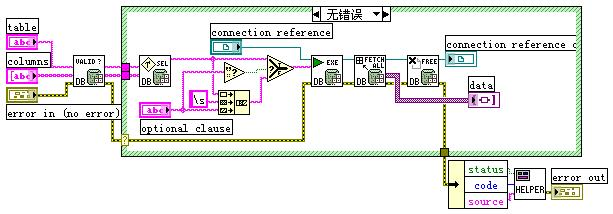 无错误
table
abc
connection reference
connection reference o
columns
VALID ?
DB
SEL
DB
?
EXE
DB
FETCH
ALL
DB
FREE
DB
abc
data
\s
abc
error in (no error)
optional clause
?
status
code
source
HELPER
error out